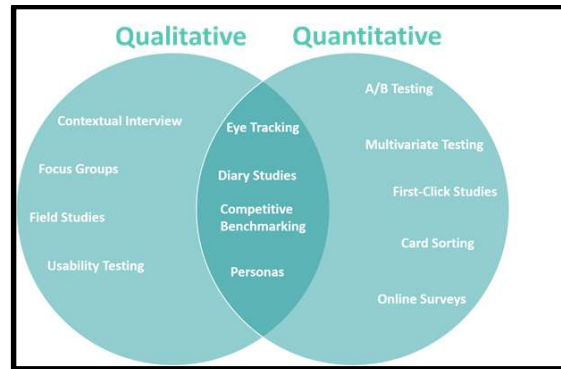 Qualitative
Quantitative
Contextual Interview
Focus Groups
Field Studies
Usability Testing
Eye Tracking
Diary Studies
Competitive
Benchmarking
Personas
A/B Testing
Multivariate Testing
First-Click Studies
Card Sorting
Online Surveys